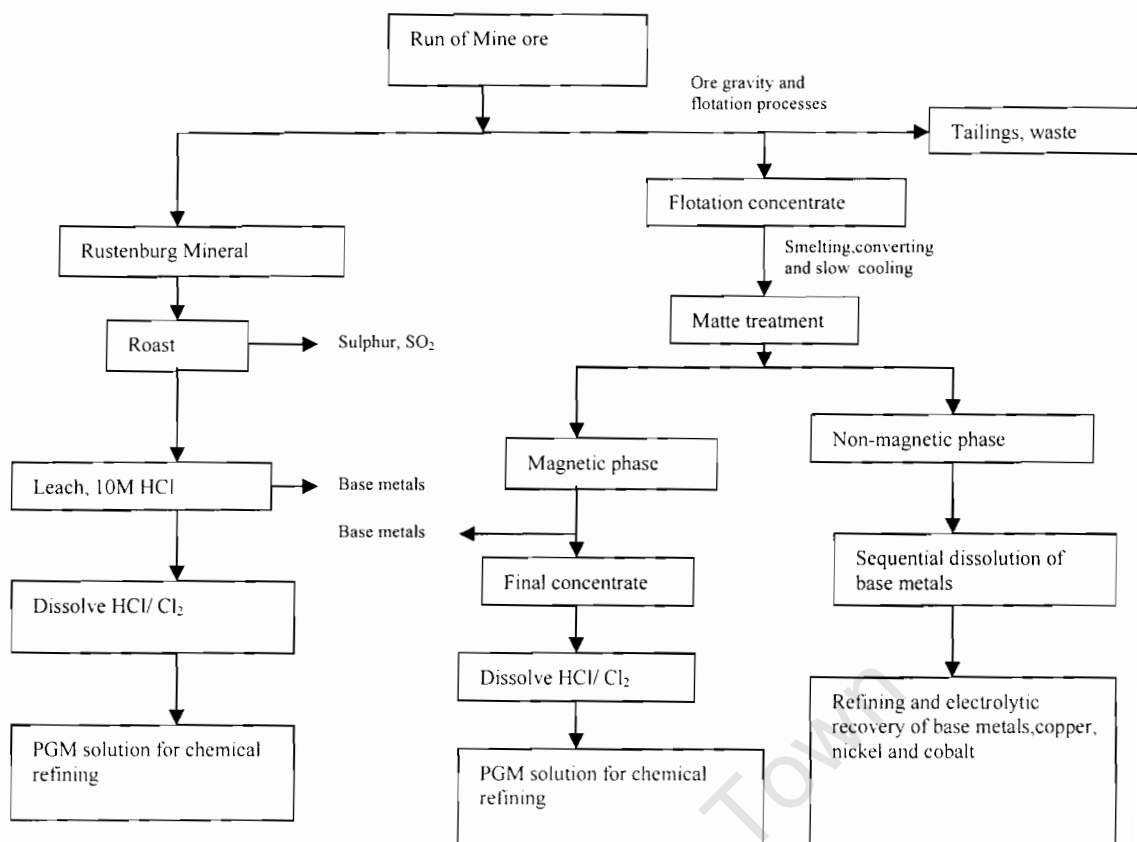 Run of Mine ore
Ore gravity and
flotation processes
Tailings, waste
Flotation concentrate
Rustenburg Mineral
Smelting,converting
and slow cooling
Matte treatment
Roast
Sulphur, SO₂
Non-magnetic phase
Magnetic phase
Leach, 10M HCl
Base metals
Base metals
Sequential dissolution of
base metals
Final concentrate
Dissolve HCl/ Cl₂
Dissolve HCl/ Cl₂
Refining and electrolytic
recovery of base metals,copper,
nickel and cobalt
PGM solution for chemical
refining
PGM solution for chemical
refining
Town